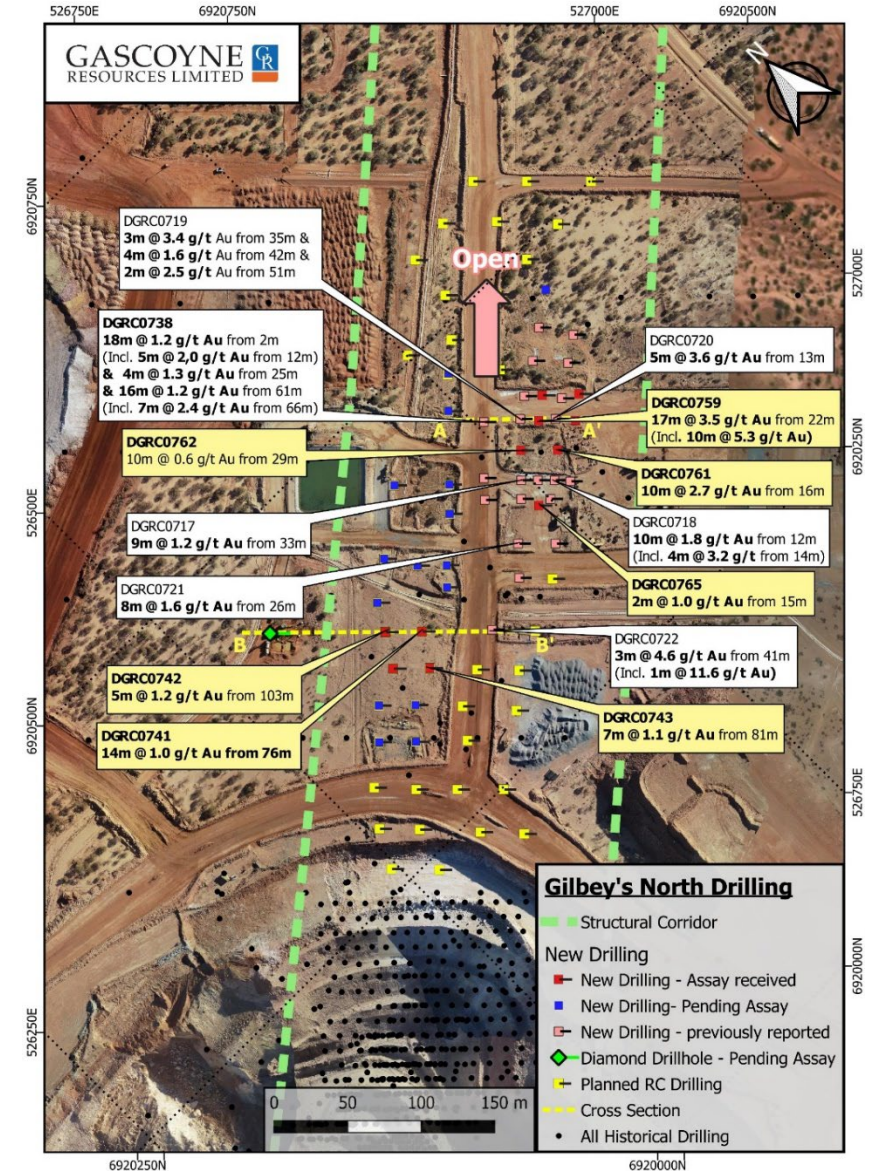 526750E
6920750N
527000E
6920500N
GASCOYNE
RESOURCES LIMITED
GR
N
6920750N
527000E
DGRC0719
3m @ 3.4 g/t Au from 35m &
4m @ 1.6 g/t Au from 42m &
2m @ 2.5 g/t Au from 51m
Open
DGRC0738
18m @ 1.2 g/t Au from 2m
(Incl. 5m @ 2,0 g/t Au from 12m)
& 4m @ 1.3 g/t Au from 25m
& 16m @ 1.2 g/t Au from 61m
(Incl. 7m @ 2.4 g/t Au from 66m)
DGRC0720
5m @ 3.6 g/t Au from 13m
DGRC0759
17m @ 3.5 g/t Au from 22m
(Incl. 10m @ 5.3 g/t Au)
A
A'
DGRC0762
10m @ 0.6 g/t Au from 29m
6920250N
DGRC0761
10m @ 2.7 g/t Au from 16m
526500E
DGRC0717
9m @ 1.2 g/t Au from 33m
DGRC0718
10m @ 1.8 g/t Au from 12m
(Incl. 4m @ 3.2 g/t from 14m)
DGRC0721
8m @ 1.6 g/t Au from 26m
DGRC0765
2m @ 1.0 g/t Au from 15m
B
B'
DGRC0722
3m @ 4.6 g/t Au from 41m
(Incl. 1m @ 11.6 g/t Au)
DGRC0742
5m @ 1.2 g/t Au from 103m
6920500N
DGRC0741
14m @ 1.0 g/t Au from 76m
DGRC0743
7m @ 1.1 g/t Au from 81m
526750E
Gilbey's North Drilling
Structural Corridor
New Drilling
New Drilling - Assay received
New Drilling- Pending Assay
New Drilling - previously reported
Diamond Drillhole - Pending Assay
Planned RC Drilling
Cross Section
All Historical Drilling
6920000N
526250E
0 50 100 150 m
6920250N
6920000N